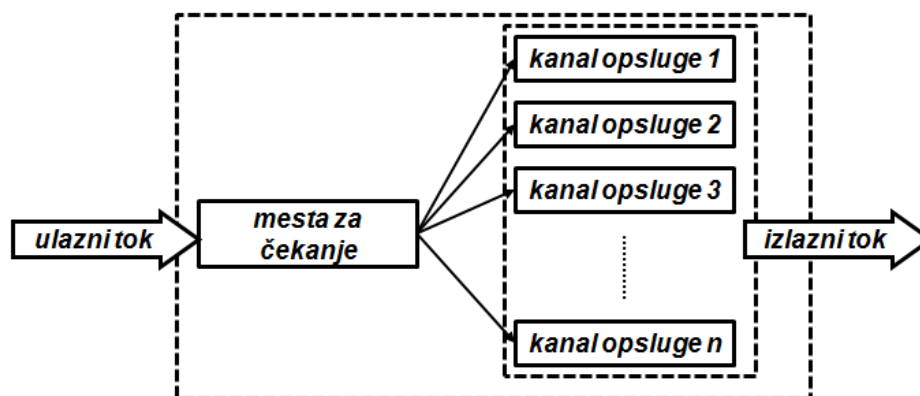 kanal opsluge 1
kanal opsluge 2
kanal opsluge 3
ulazni tok
mesta za
čekanje
izlazni tok
kanal opsluge n